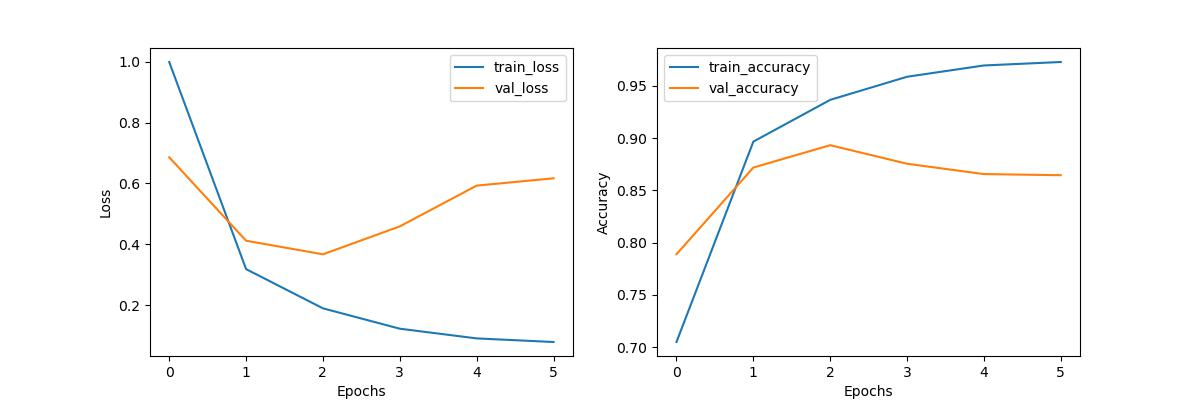 1.0
0.8
0.6
0.4
0.2
Loss
train_loss
val_loss
0 1 2 3 4 5
Epochs
0.95
0.90
0.85
0.80
0.75
0.70
Accuracy
train_accuracy
val_accuracy
0 1 2 3 4 5
Epochs